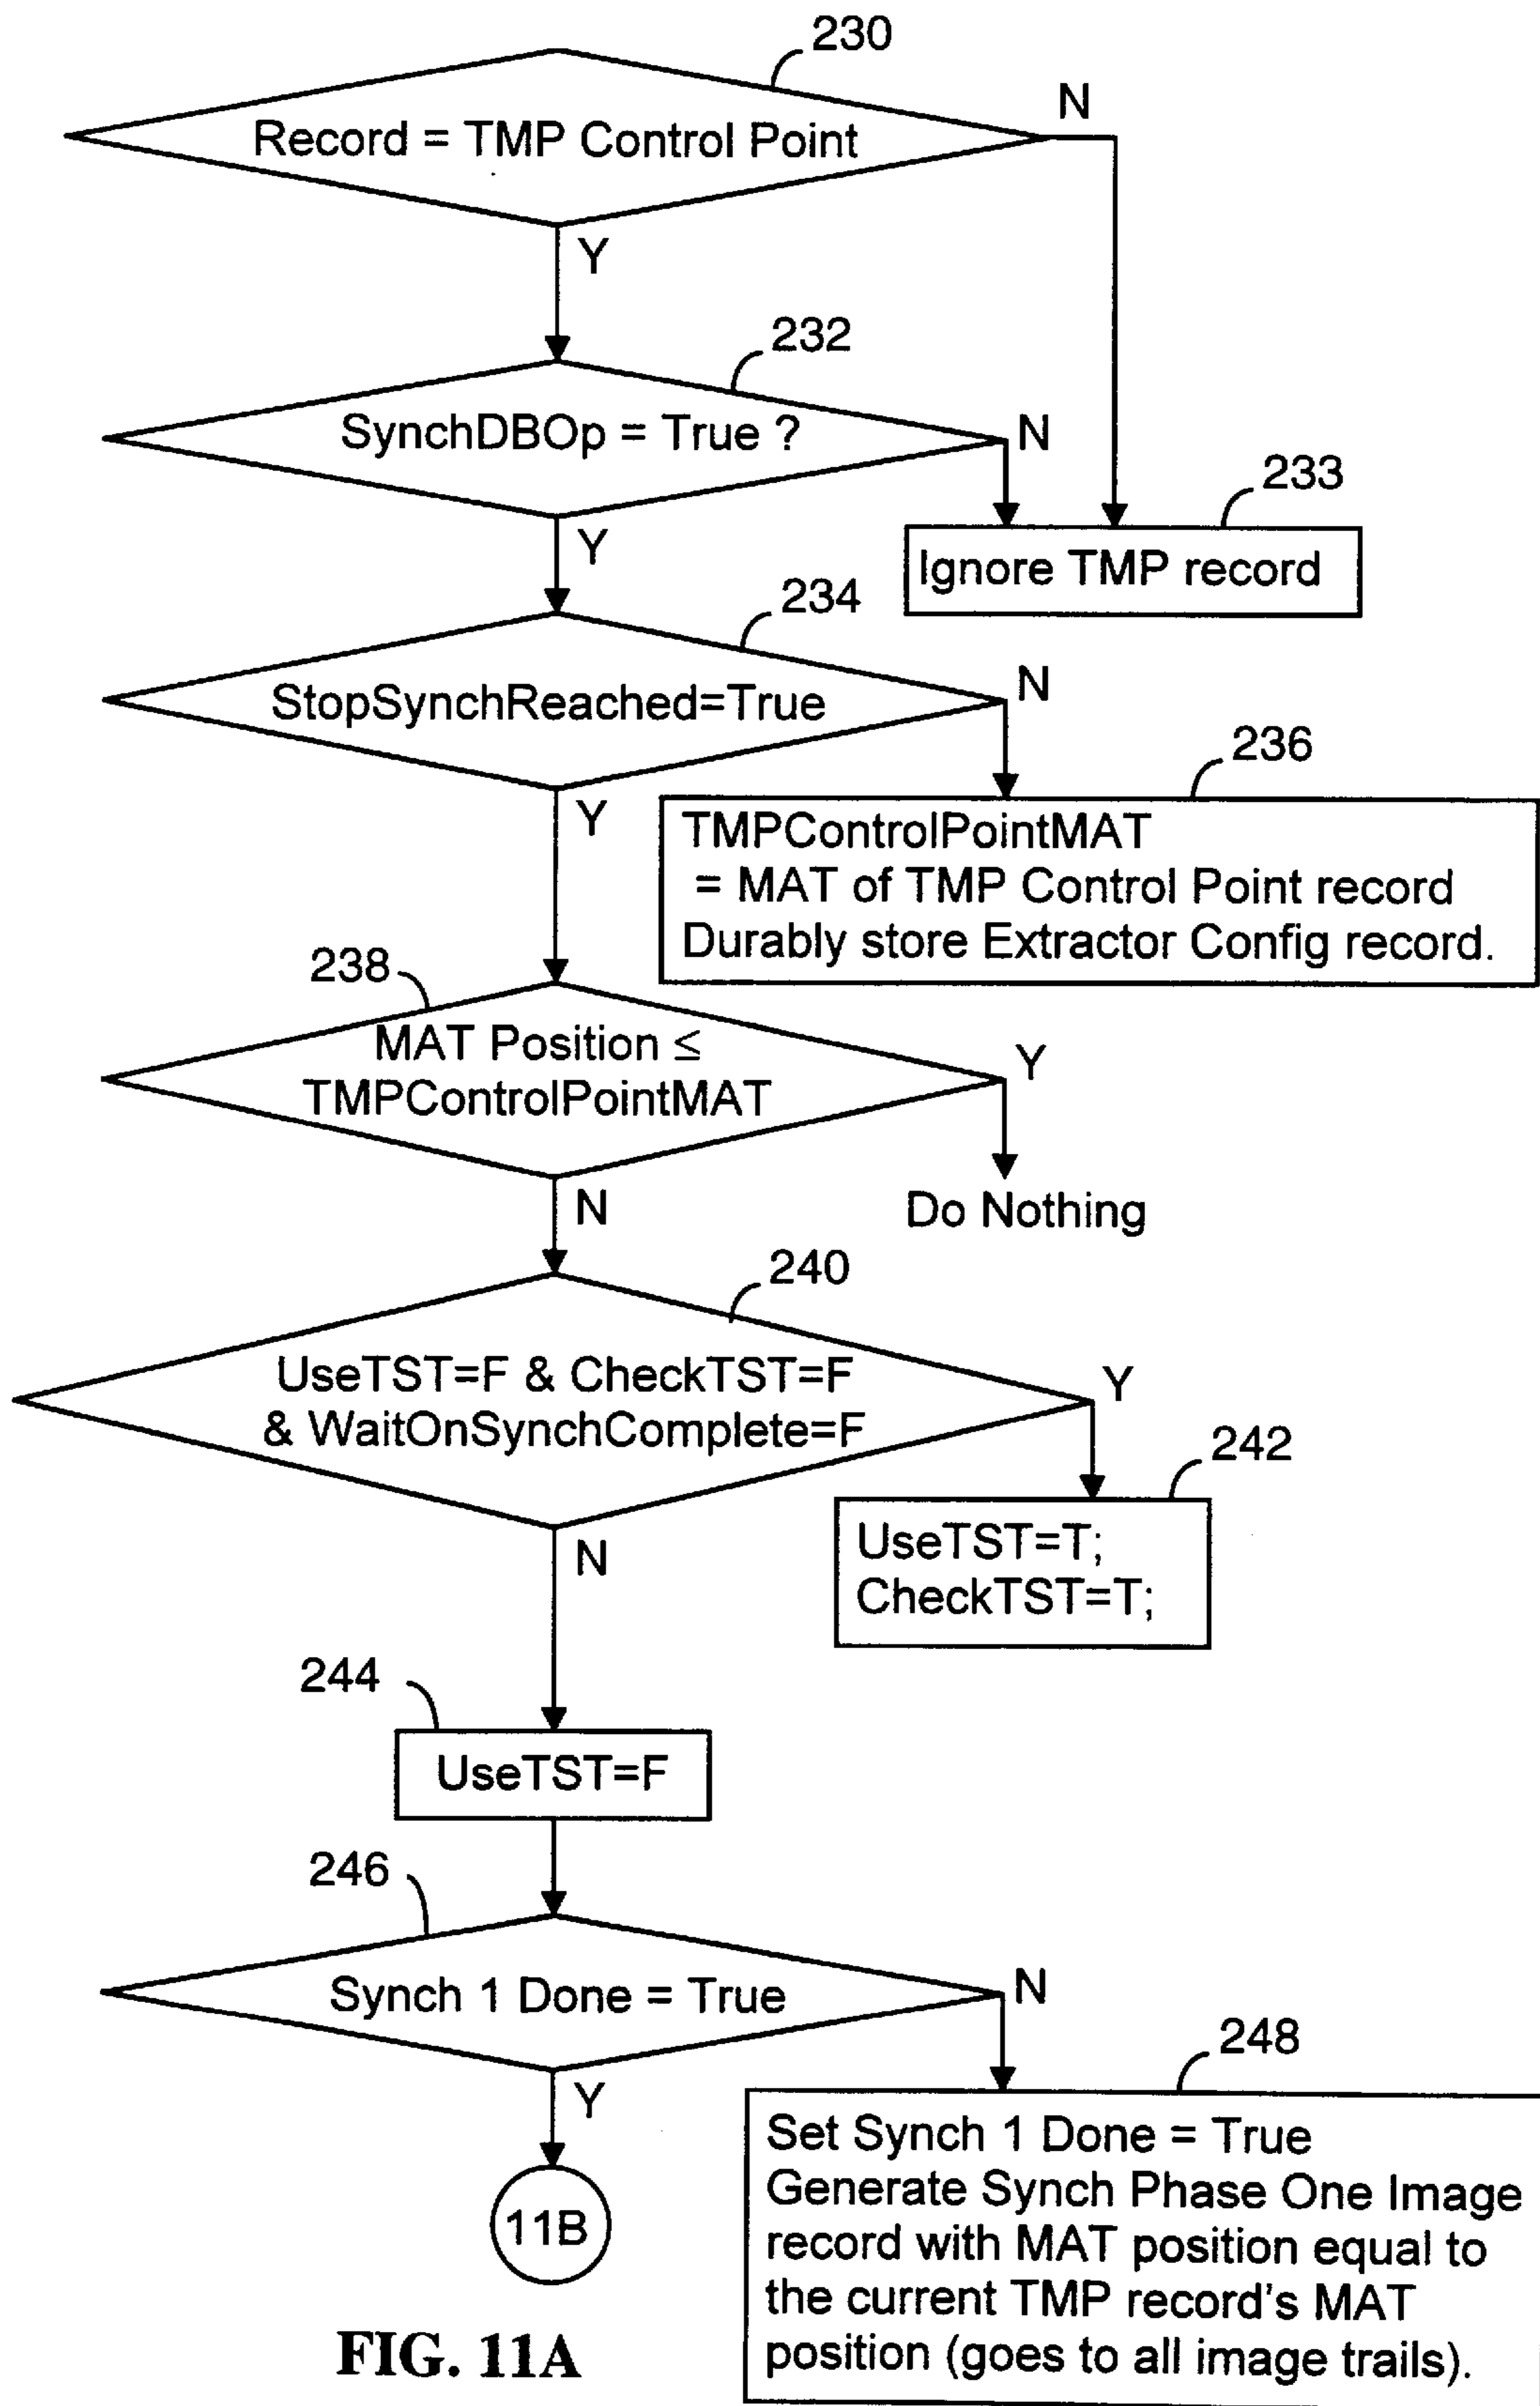 230
N
Record = TMP Control Point
Y
232
SynchDBOp = True ?
N
233
Y
Ignore TMP record
234
StopSynchReached=True
N
236
Y
TMPControlPointMAT
= MAT of TMP Control Point record
Durably store Extractor Config record.
238
MAT Position ≤
TMPControlPointMAT
Y
N
Do Nothing
240
UseTST=F & CheckTST=F
& WaitOnSynchComplete=F
Y
242
N
UseTST=T;
CheckTST=T;
244
UseTST=F
246
Synch 1 Done = True
N
248
Y
Set Synch 1 Done = True
Generate Synch Phase One Image
record with MAT position equal to
the current TMP record's MAT
position (goes to all image trails).
11B
FIG. 11A